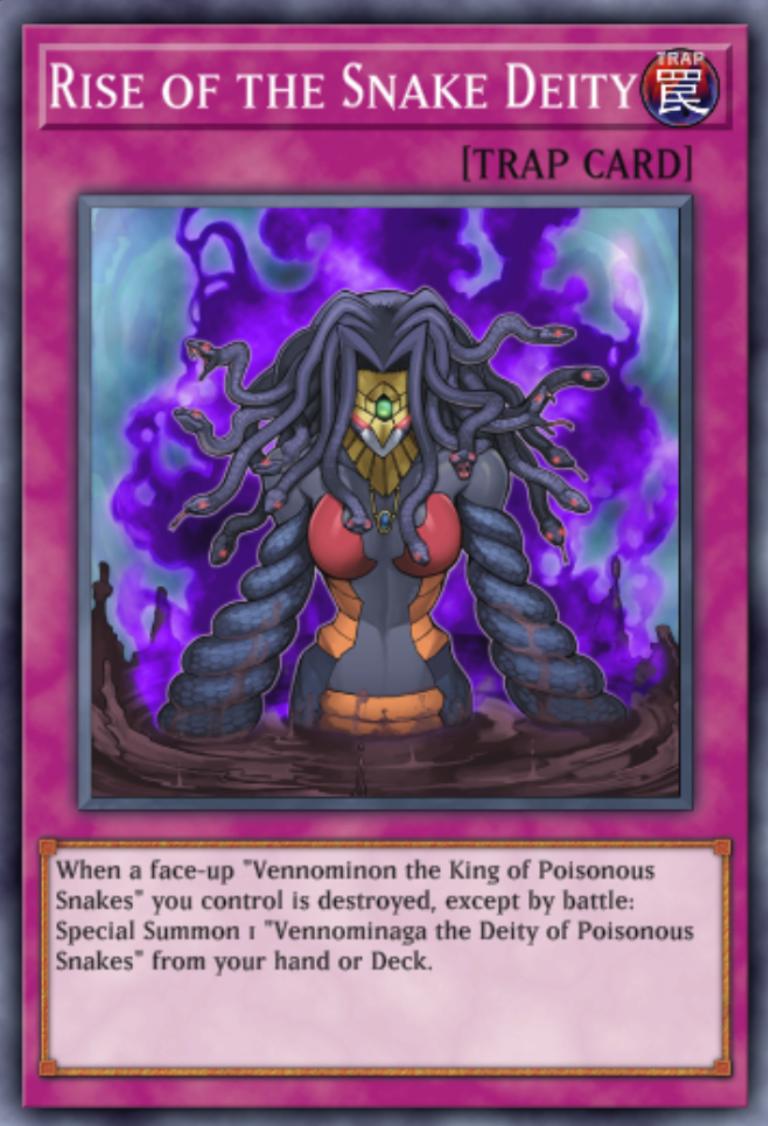 RISE OF THE SNAKE DEITY
TRAP
罠
[TRAP CARD]
When a face-up "Vennominon the King of Poisonous
Snakes" you control is destroyed, except by battle:
Special Summon 1 "Vennominaga the Deity of Poisonous
Snakes" from your hand or Deck.